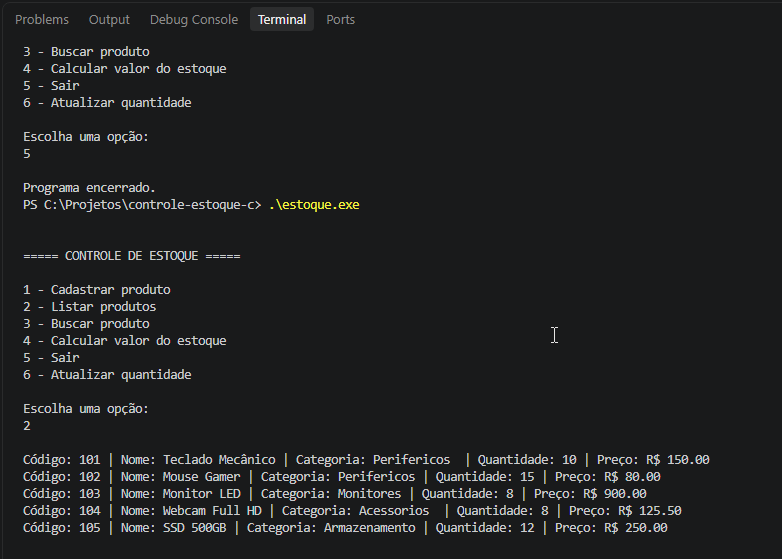 Problems Output Debug Console Terminal Ports
3 - Buscar produto
4 - Calcular valor do estoque
5 - Sair
6 - Atualizar quantidade
Escolha uma opção:
5
Programa encerrado.
PS C:\Projetos\controle-estoque-c> .\estoque.exe
===== CONTROLE DE ESTOQUE =====
1 - Cadastrar produto
2 - Listar produtos
3 - Buscar produto
4 - Calcular valor do estoque
5 - Sair
6 - Atualizar quantidade
Escolha uma opção:
2
Código: 101 | Nome: Teclado Mecânico | Categoria: Perifericos  | Quantidade: 10 | Preço: R$ 150.00
Código: 102 | Nome: Mouse Gamer | Categoria: Perifericos | Quantidade: 15 | Preço: R$ 80.00
Código: 103 | Nome: Monitor LED | Categoria: Monitores | Quantidade: 8 | Preço: R$ 900.00
Código: 104 | Nome: Webcam Full HD | Categoria: Acessorios  | Quantidade: 8 | Preço: R$ 125.50
Código: 105 | Nome: SSD 500GB | Categoria: Armazenamento | Quantidade: 12 | Preço: R$ 250.00